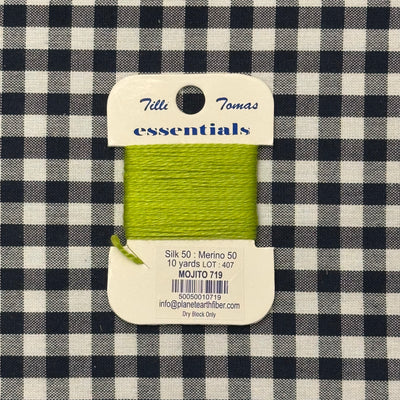 Tilli Tomas
essentials
Silk 50 : Merino 50
10 yards LOT : 407
MOJITO 719
50050010719
info@planetearthfiber.com
Dry Block Only